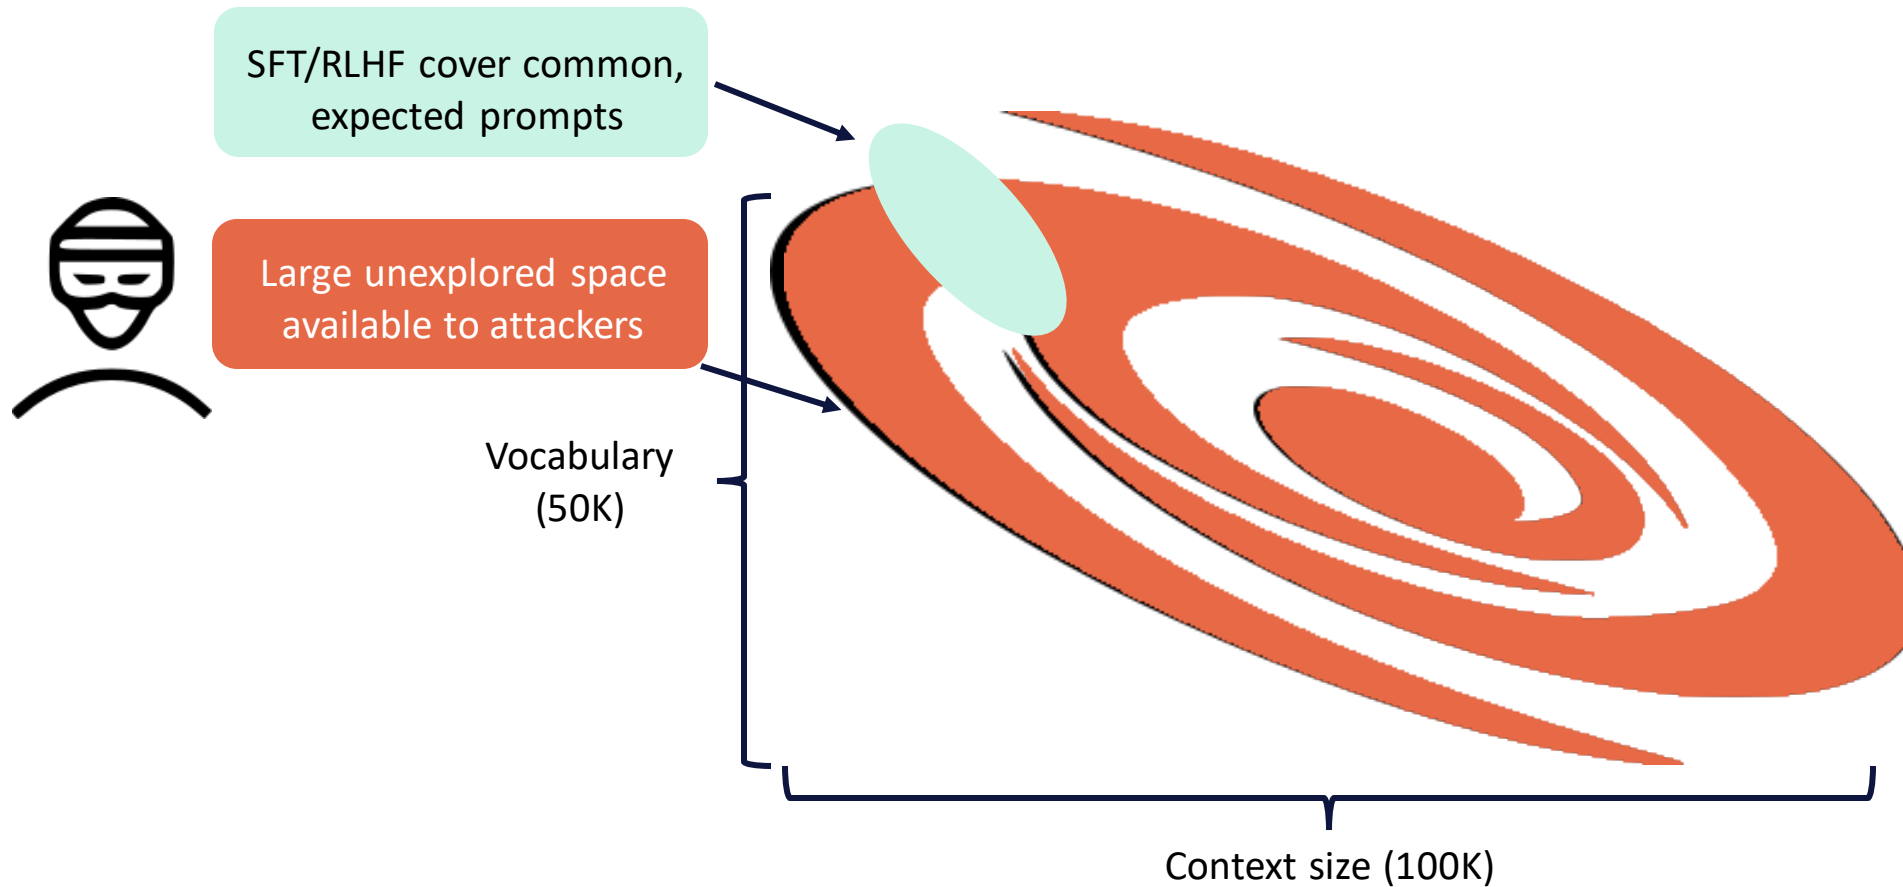 SFT/RLHF cover common,
expected prompts
Large unexplored space
available to attackers
Vocabulary
(50K)
Context size (100K)